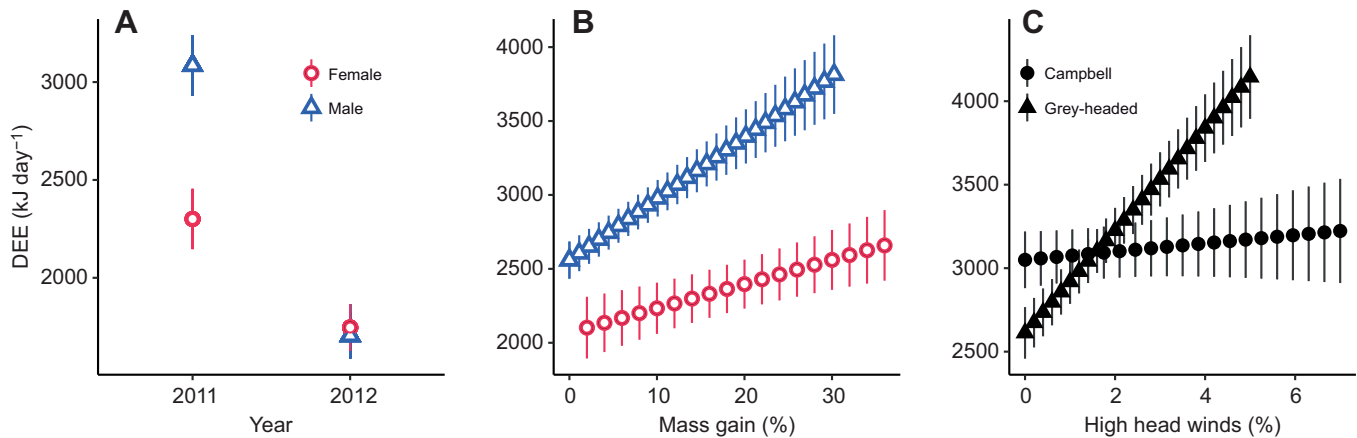 A
B
C
DEE (kJ day⁻¹)
3000
2500
2000
Female
Male
2011
2012
Year
4000
3500
3000
2500
2000
0
10
20
30
Mass gain (%)
4000
3500
3000
2500
Campbell
Grey-headed
0
2
4
6
High head winds (%)